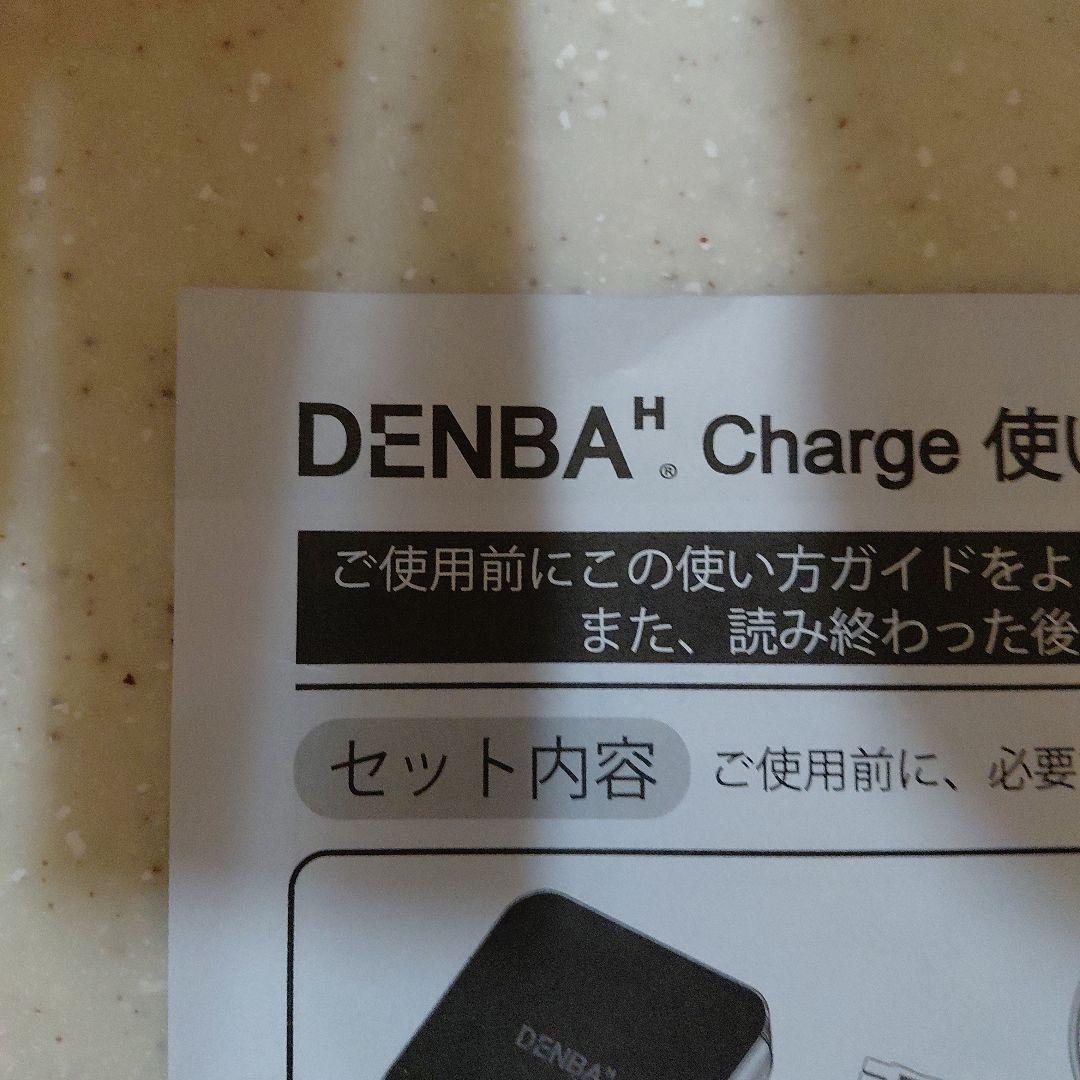 DENBA H ® Charge 使い
ご使用前にこの使い方ガイドをよ
また、読み終わった後
セット内容 ご使用前に、必要
DENBA H